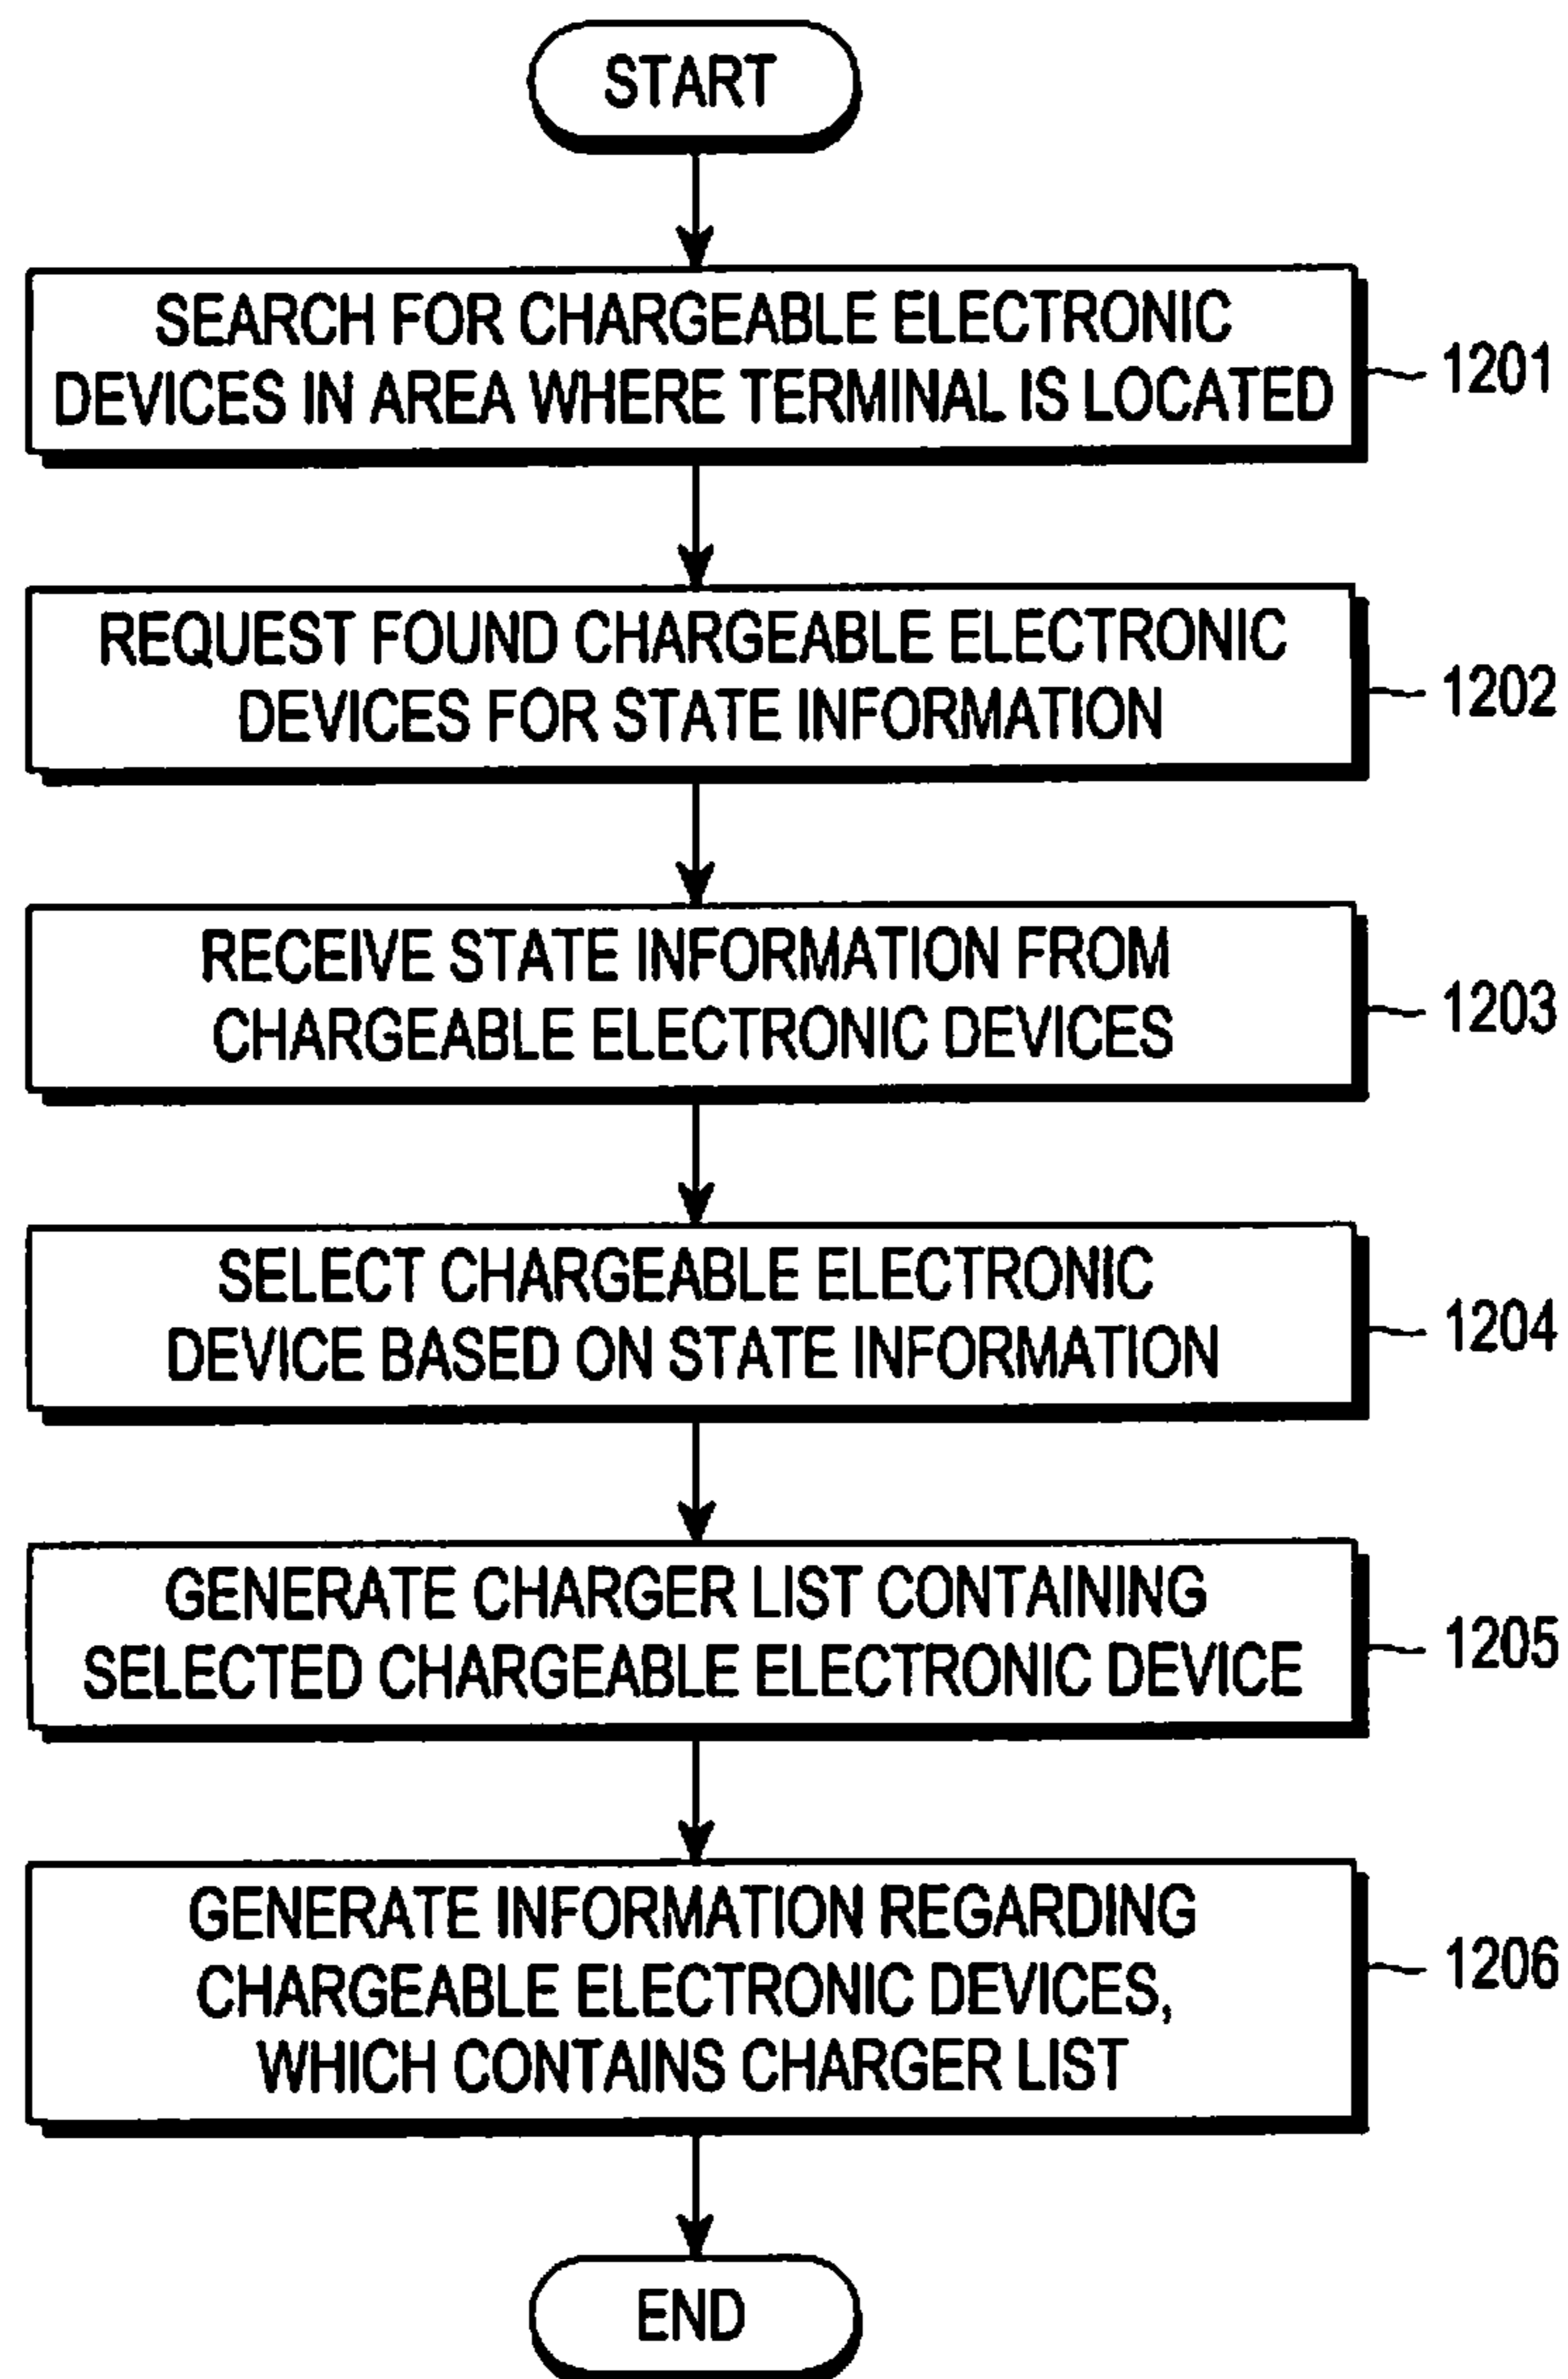 START
SEARCH FOR CHARGEABLE ELECTRONIC
DEVICES IN AREA WHERE TERMINAL IS LOCATED
1201
REQUEST FOUND CHARGEABLE ELECTRONIC
DEVICES FOR STATE INFORMATION
1202
RECEIVE STATE INFORMATION FROM
CHARGEABLE ELECTRONIC DEVICES
1203
SELECT CHARGEABLE ELECTRONIC
DEVICE BASED ON STATE INFORMATION
1204
GENERATE CHARGER LIST CONTAINING
SELECTED CHARGEABLE ELECTRONIC DEVICE
1205
GENERATE INFORMATION REGARDING
CHARGEABLE ELECTRONIC DEVICES,
WHICH CONTAINS CHARGER LIST
1206
END